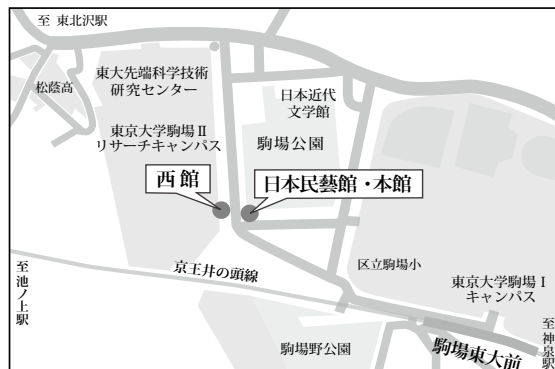 至 東北沢駅
松蔭高
東大先端科学技術
研究センター
日本近代
文学館
東京大学駒場Ⅱ
リサーチキャンパス
駒場公園
西館
日本民藝館・本館
京王井の頭線
区立駒場小
至池ノ上駅
東京大学駒場Ⅰ
キャンパス
駒場野公園
駒場東大前
至神泉駅